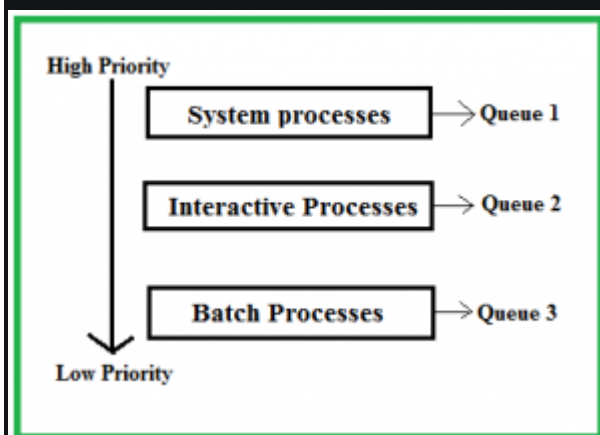 High Priority
System processes
Queue 1
Interactive Processes
Queue 2
Batch Processes
Queue 3
Low Priority